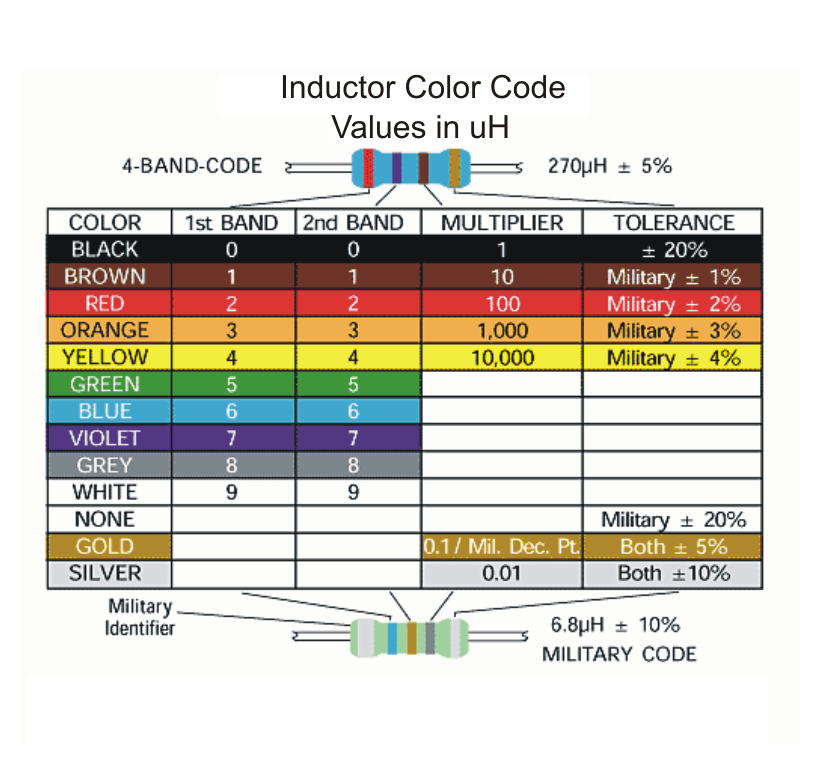 Inductor Color Code
Values in uH
4-BAND-CODE 270µH ± 5%
COLOR 1st BAND 2nd BAND MULTIPLIER TOLERANCE
BLACK 0 0 1 ± 20%
BROWN 1 1 10 Military ± 1%
RED 2 2 100 Military ± 2%
ORANGE 3 3 1,000 Military ± 3%
YELLOW 4 4 10,000 Military ± 4%
GREEN 5 5
BLUE 6 6
VIOLET 7 7
GREY 8 8
WHITE 9 9
NONE Military ± 20%
GOLD 0.1/ Mil. Dec. Pt. Both ± 5%
SILVER 0.01 Both ±10%
Military
Identifier
6.8µH ± 10%
MILITARY CODE